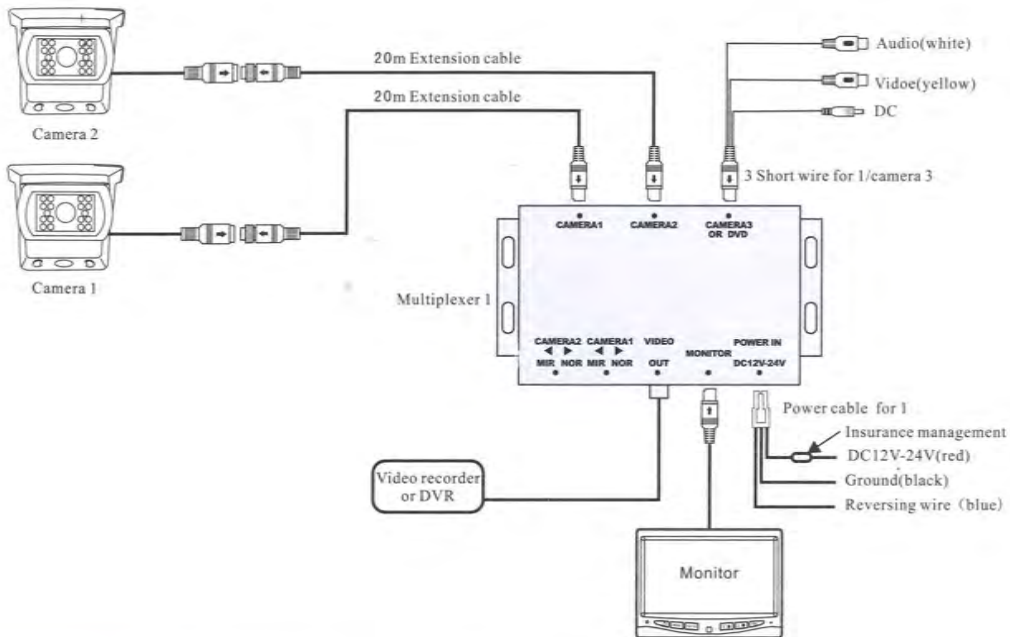 20m Extension cable
20m Extension cable
Camera 2
Camera 1
Audio(white)
Vidoe(yellow)
DC
3 Short wire for 1/camera 3
CAMERA1
CAMERA2
CAMERA3
OR DVD
Multiplexer 1
CAMERA2 CAMERA1 VIDEO
MIR NOR MIR NOR OUT
MONITOR
POWER IN
DC12V-24V
Power cable for 1
Insurance management
DC12V-24V(red)
Ground(black)
Reversing wire (blue)
Video recorder
or DVR
Monitor